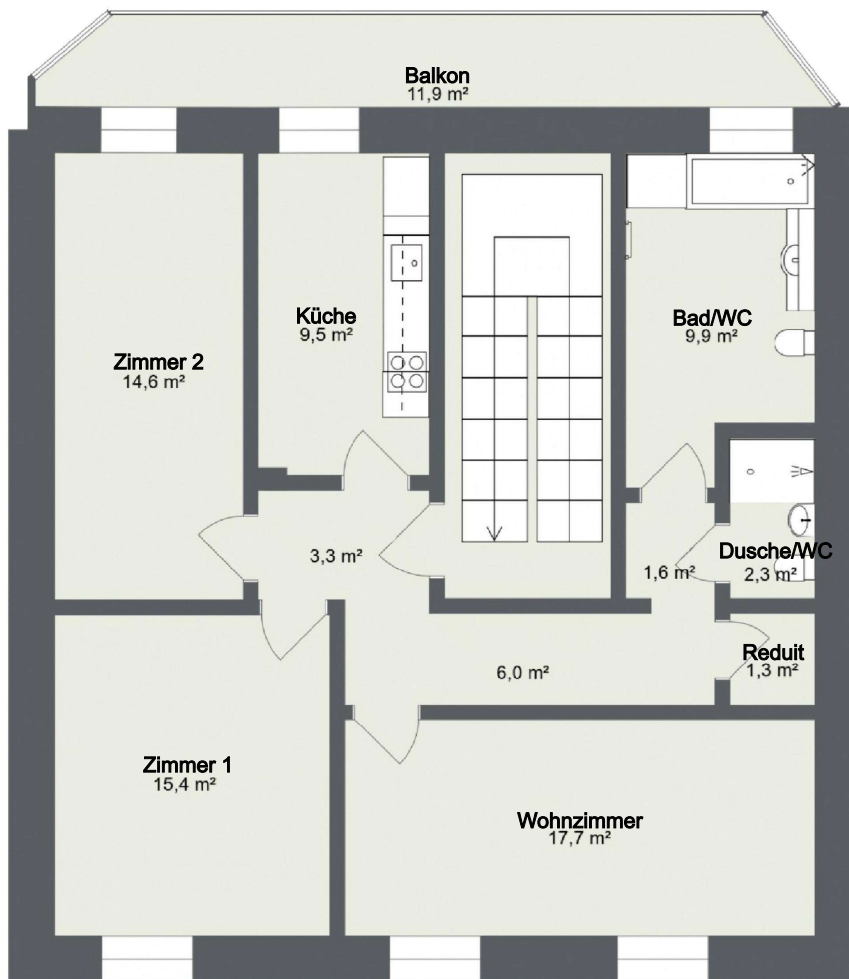 Balkon
11,9 m²
Küche
9,5 m²
Bad/WC
9,9 m²
Zimmer 2
14,6 m²
3,3 m²
Dusche/WC
1,6 m²
2,3 m²
Reduit
1,3 m²
6,0 m²
Zimmer 1
15,4 m²
Wohnzimmer
17,7 m²